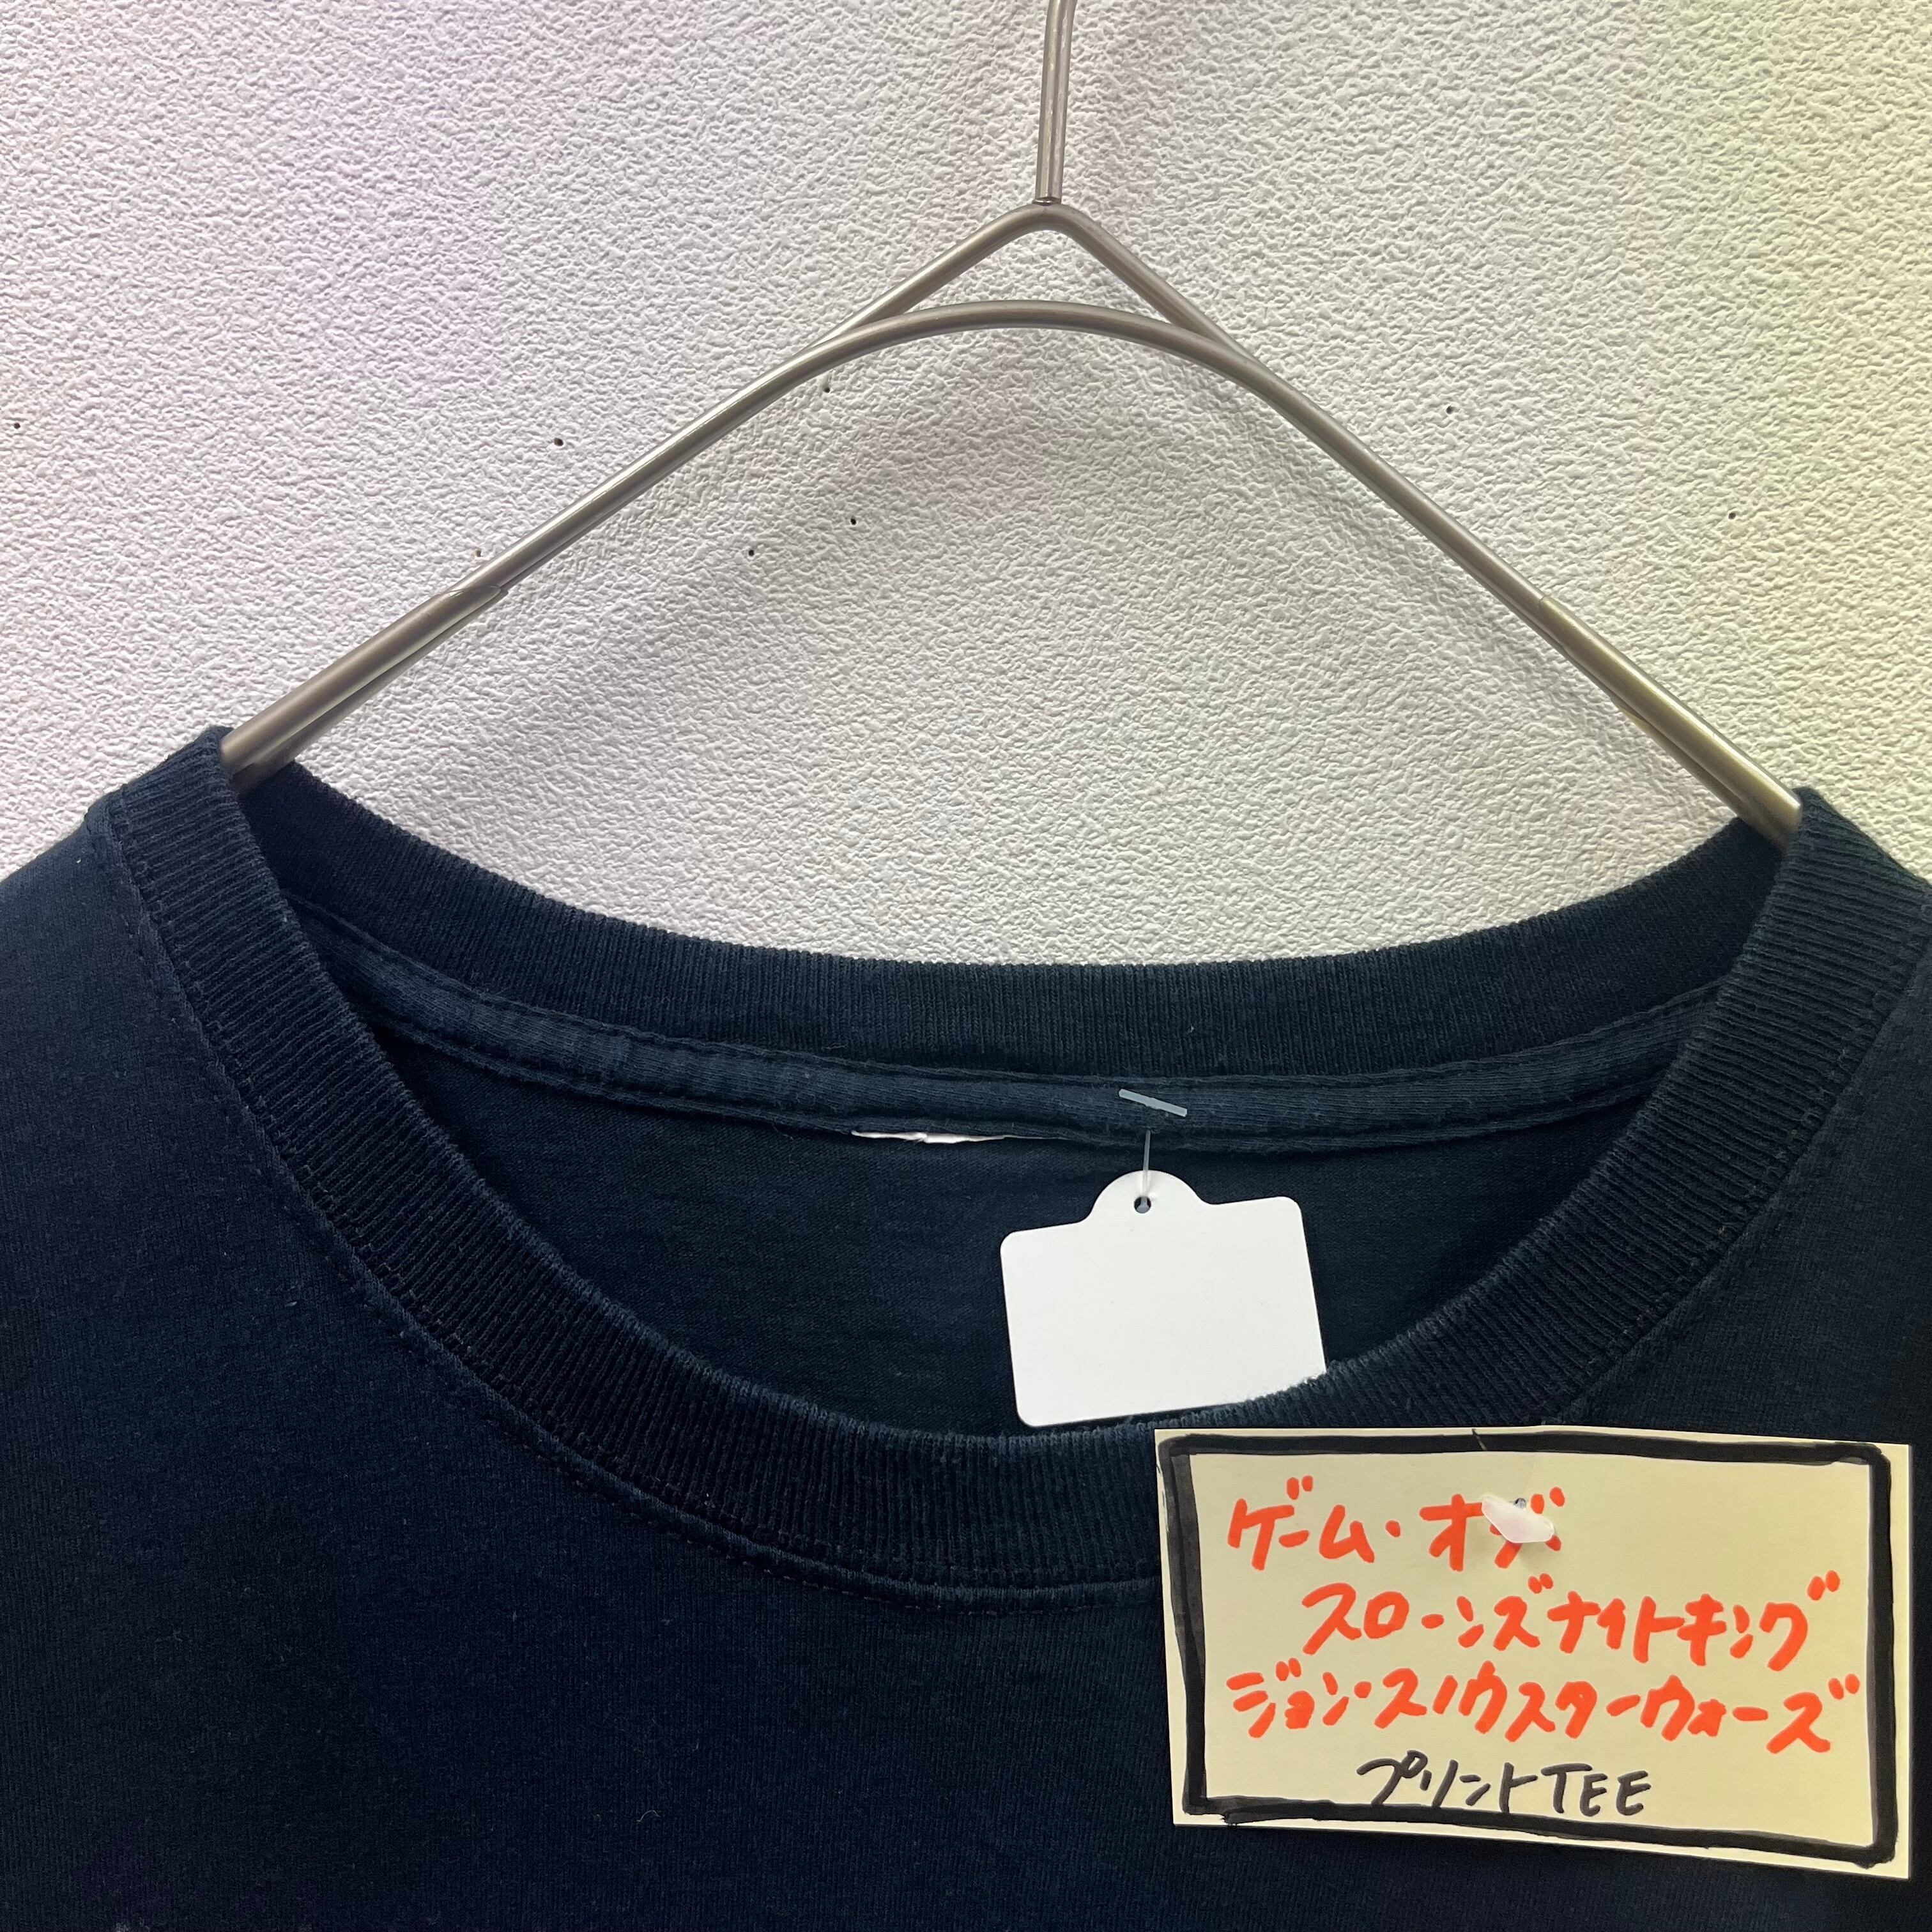 ゲーム・オブ
スローンズナイトキング
ジョン・スノウスターウォーズ
プリントTEE